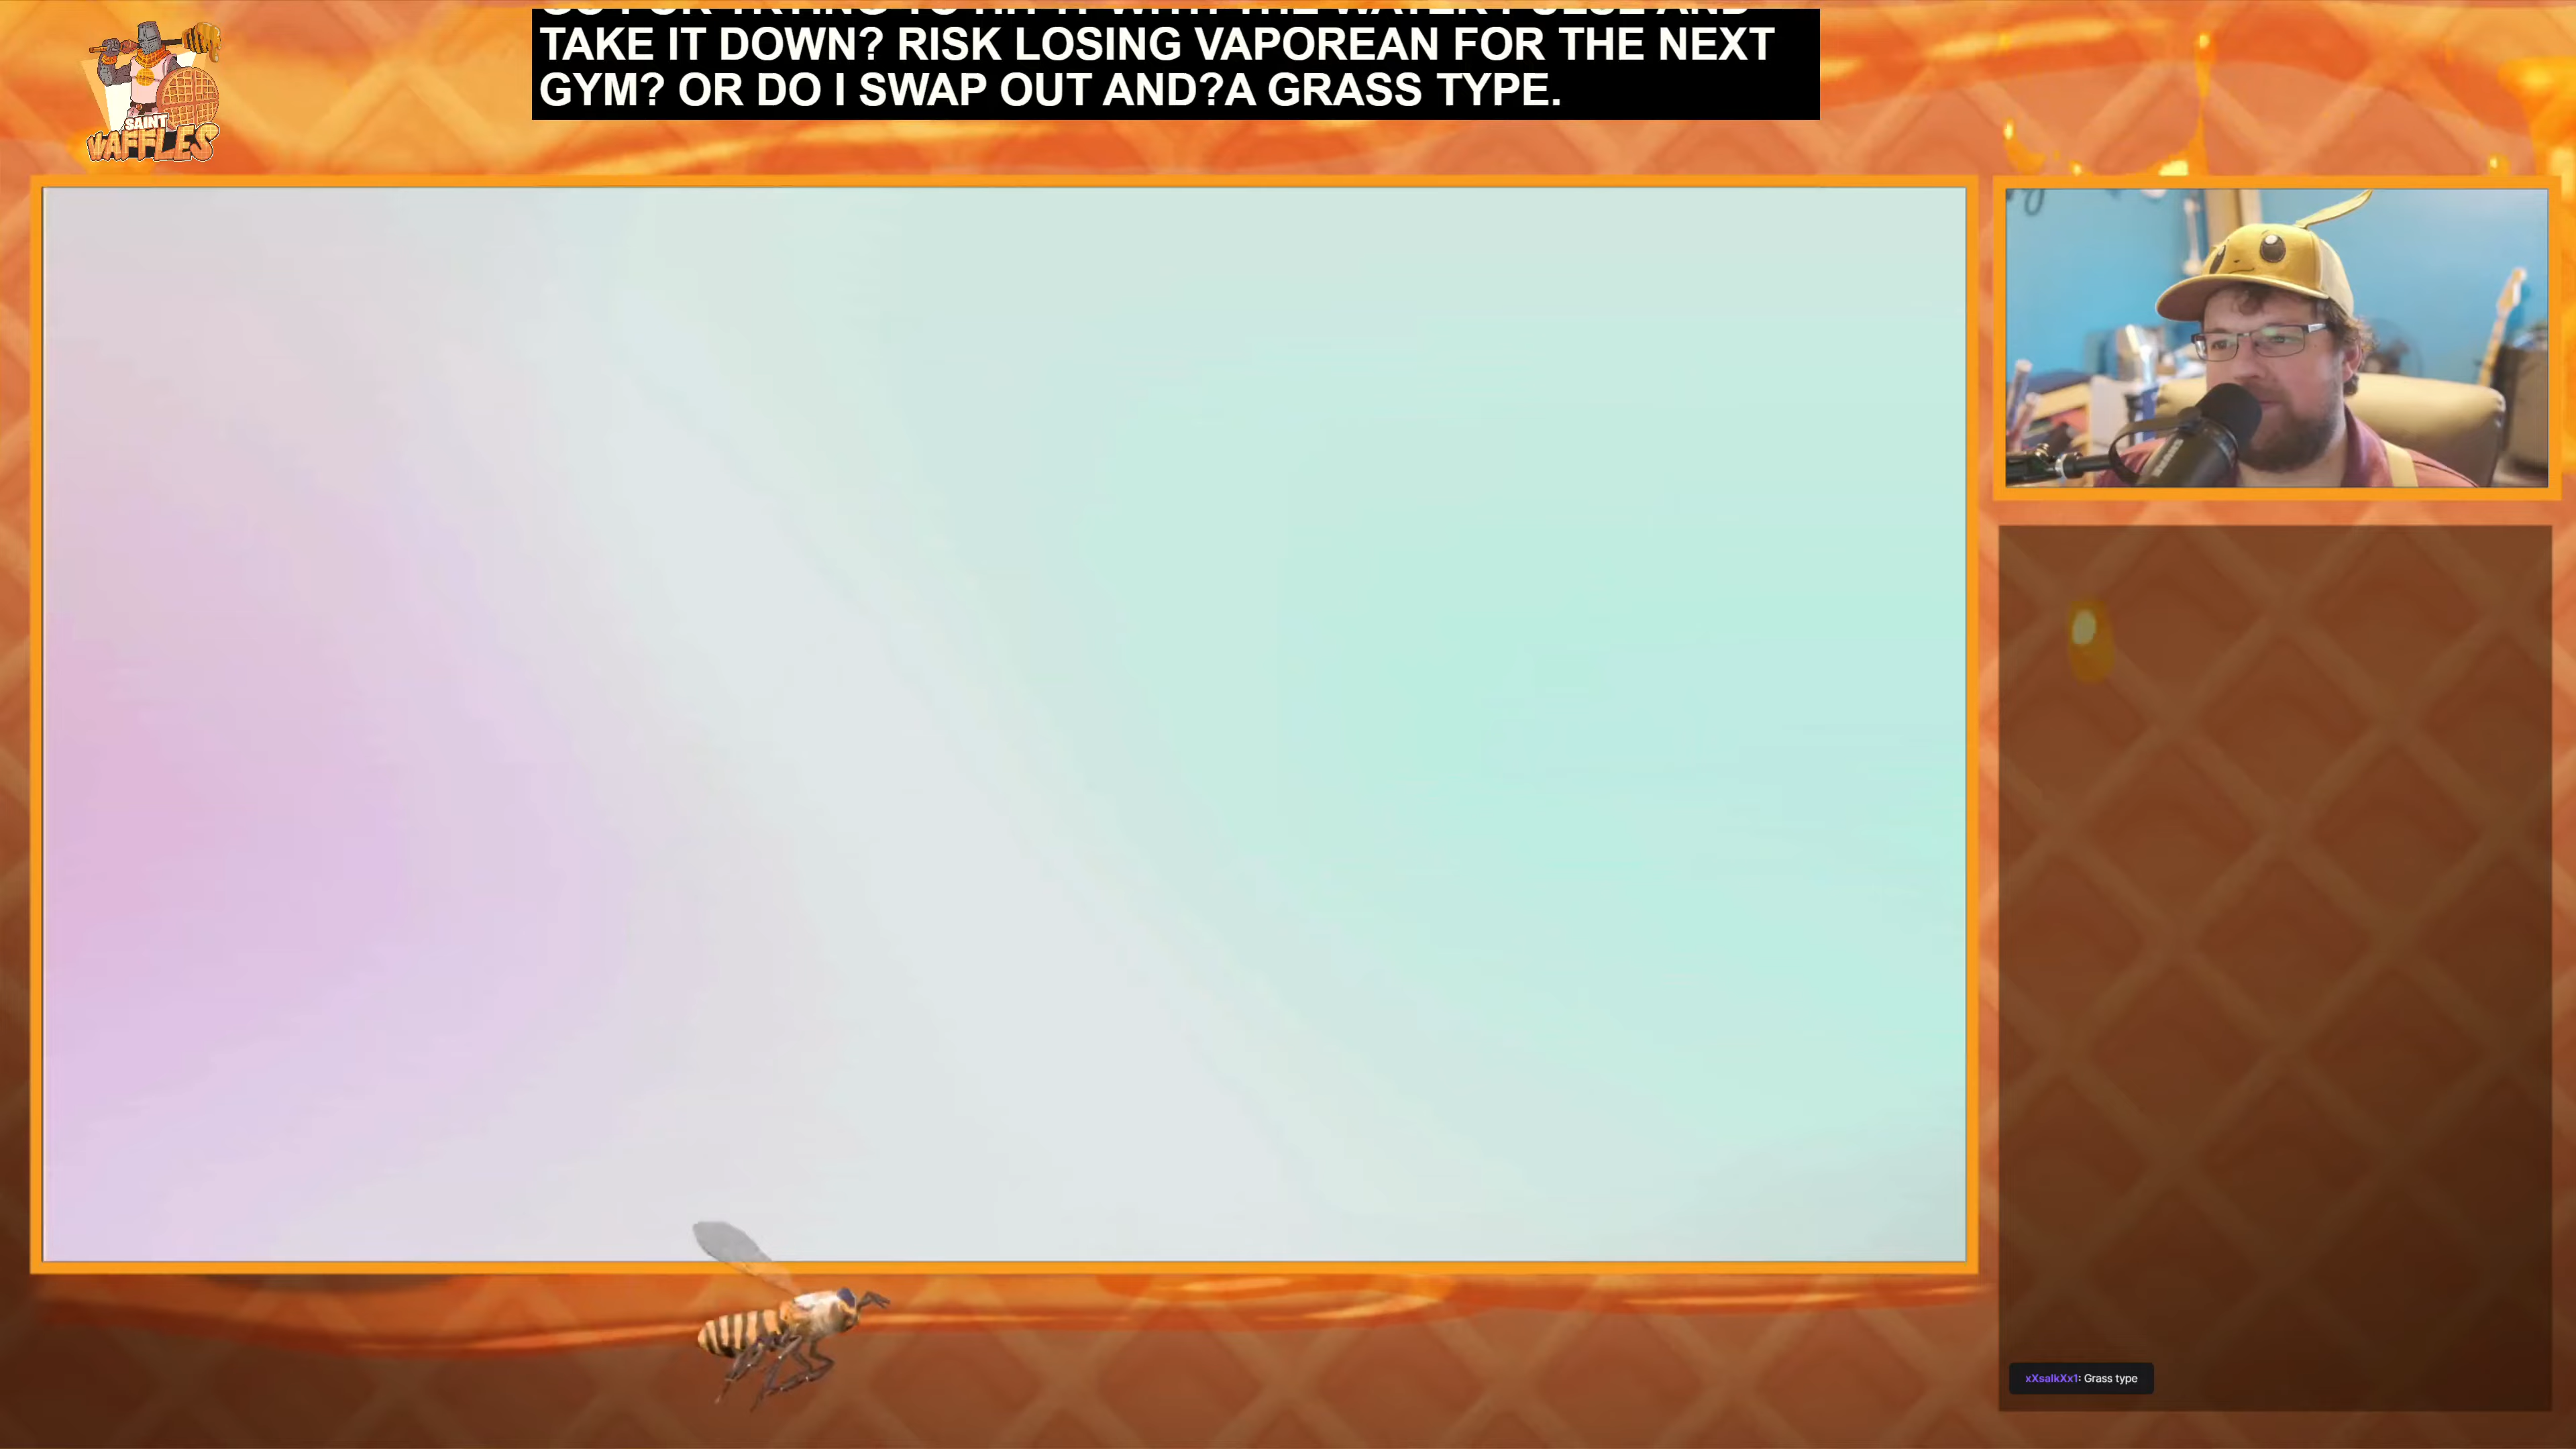 TAKE IT DOWN? RISK LOSING VAPOREAN FOR THE NEXT
GYM? OR DO I SWAP OUT AND?A GRASS TYPE.
SAINT
WAFFLES
xXsalkXx1: Grass type